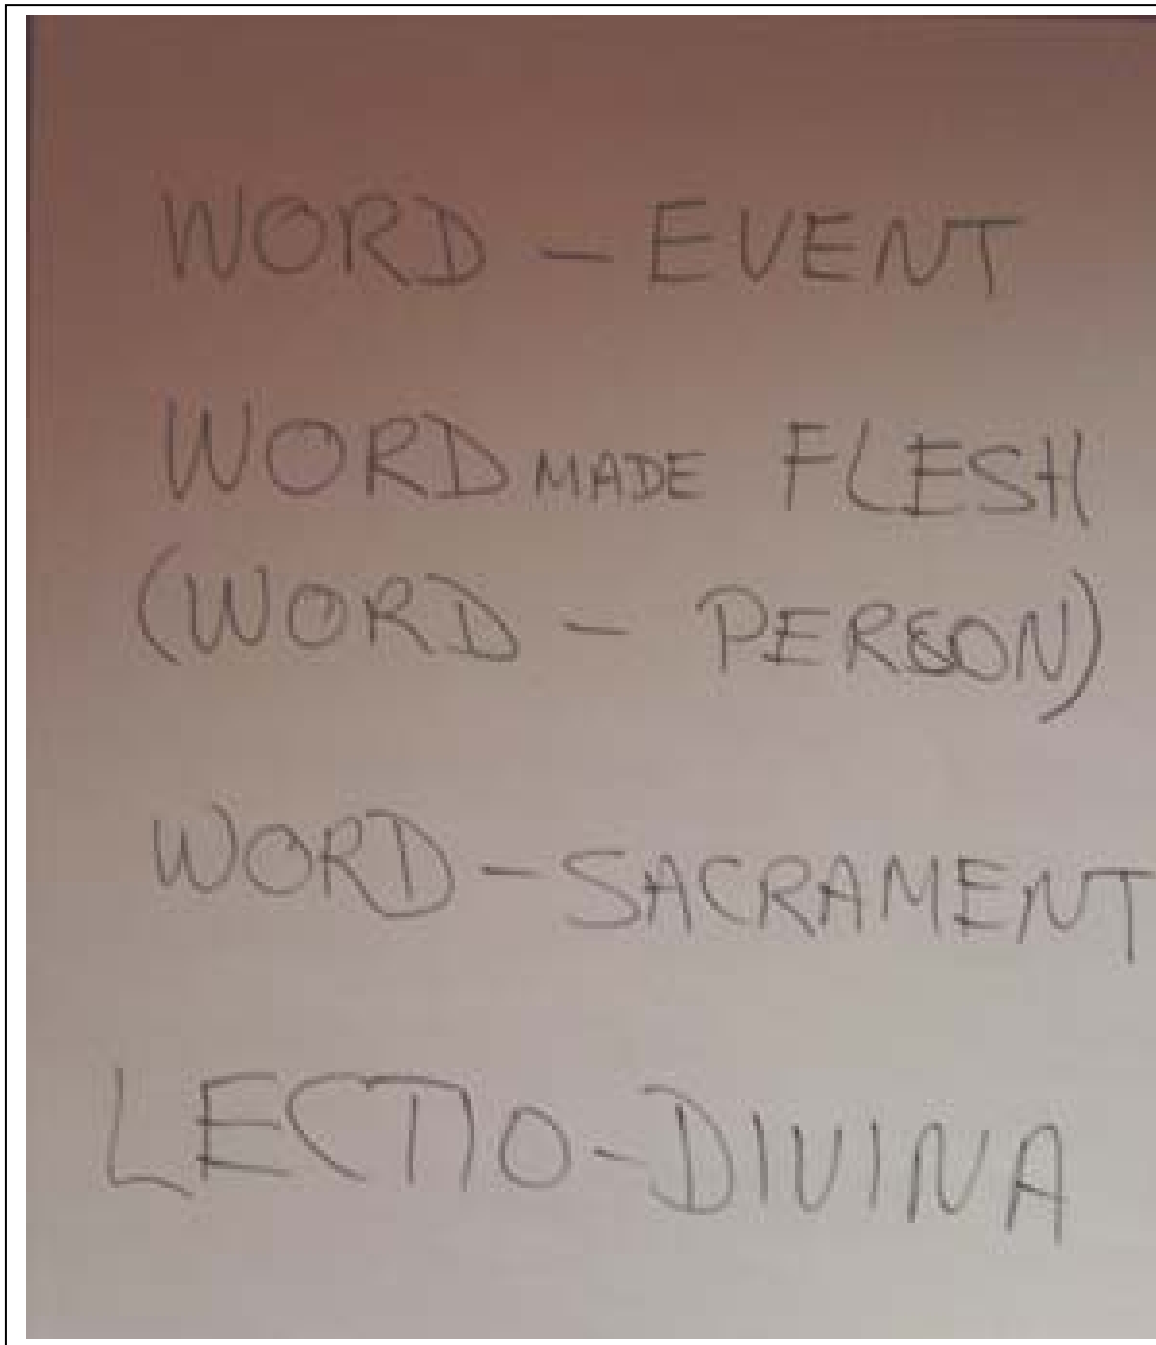 WORD - EVENT
WORD MADE FLESH
(WORD - PERSON)
WORD - SACRAMENT
LECTIO - DIVINA